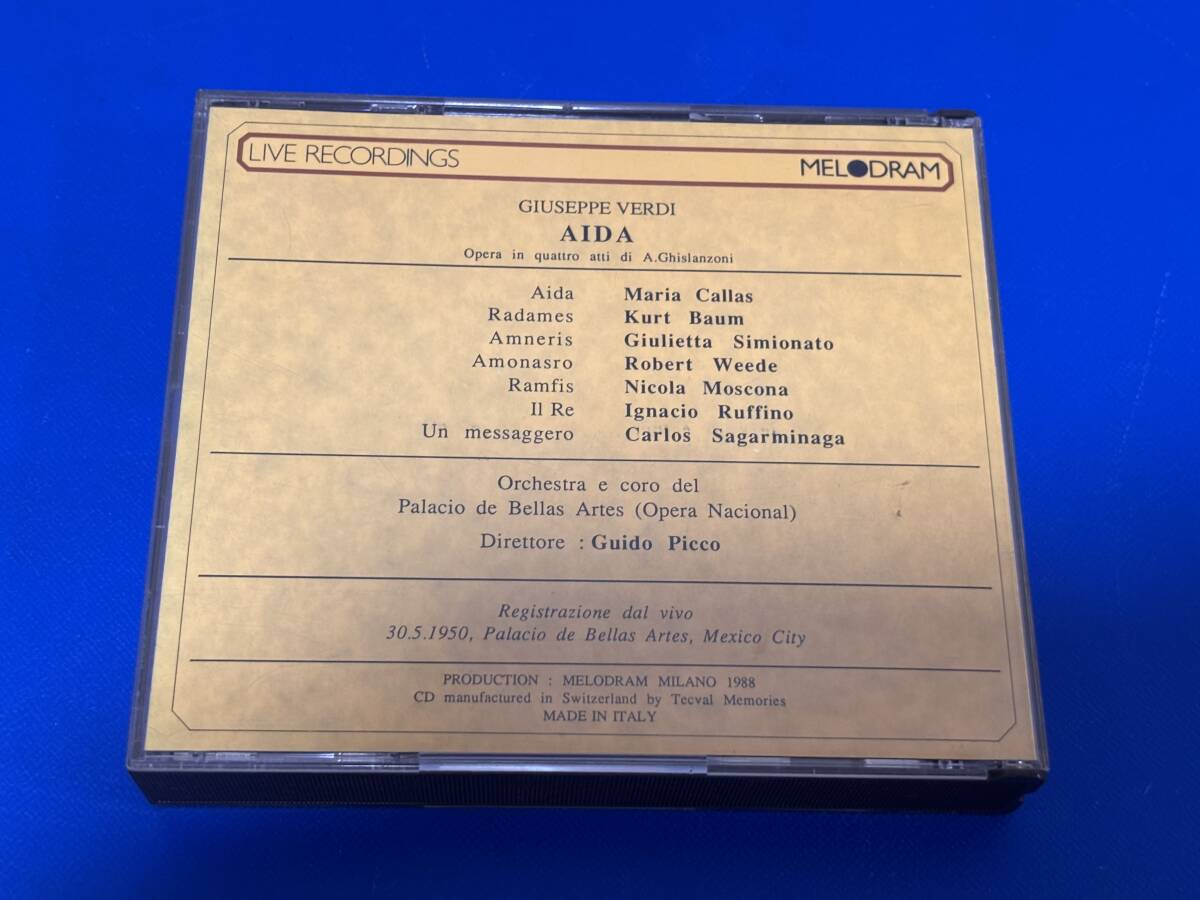 LIVE RECORDINGS
MELODRAM
GIUSEPPE VERDI
AIDA
Opera in quattro atti di A.Ghislanzoni
Aida Maria Callas
Radames Kurt Baum
Amneris Giulietta Simionato
Amonasro Robert Weede
Ramfis Nicola Moscona
Il Re Ignacio Ruffino
Un messaggero Carlos Sagarminaga
Orchestra e coro del
Palacio de Bellas Artes (Opera Nacional)
Direttore : Guido Picco
Registrazione dal vivo
30.5.1950, Palacio de Bellas Artes, Mexico City
PRODUCTION : MELODRAM MILANO 1988
CD manufactured in Switzerland by Tecval Memories
MADE IN ITALY